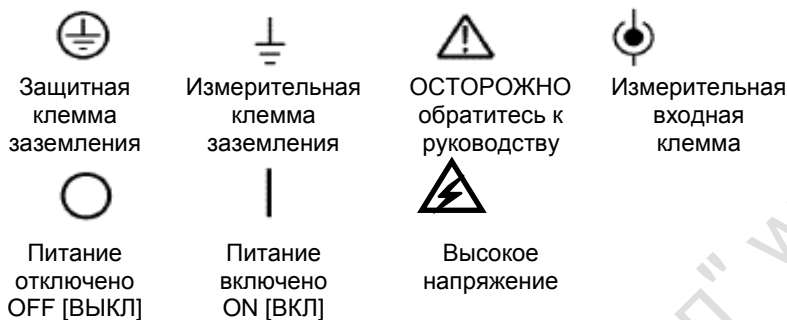 Защитная
клемма
заземления
Измерительная
клемма
заземления
ОСТОРОЖНО
обратитесь к
руководству
Измерительная
входная
клемма
Питание
отключено
OFF [ВЫКЛ]
Питание
включено
ON [ВКЛ]
Высокое
напряжение